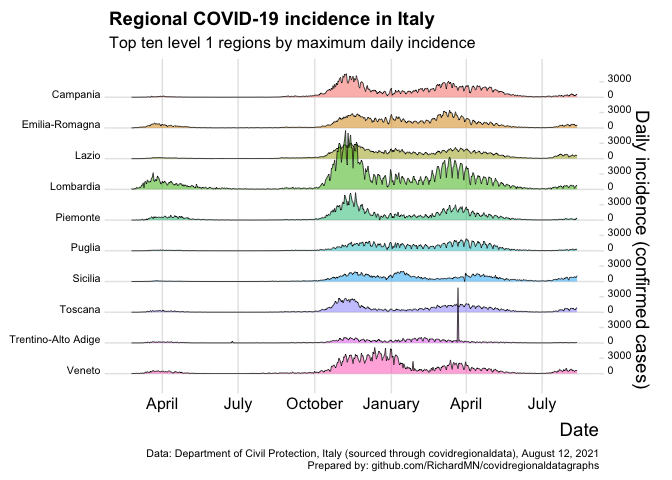 Regional COVID-19 incidence in Italy
Top ten level 1 regions by maximum daily incidence
Campania
3000
0
Emilia-Romagna
3000
0
Lazio
3000
0
Lombardia
3000
0
Piemonte
3000
0
Puglia
3000
0
Sicilia
3000
0
Toscana
3000
0
Trentino-Alto Adige
3000
0
Veneto
3000
0
Daily incidence (confirmed cases)
April
July
October
January
April
July
Date
Data: Department of Civil Protection, Italy (sourced through covidregionaldata), August 12, 2021
Prepared by: github.com/RichardMN/covidregionaldatagraphs